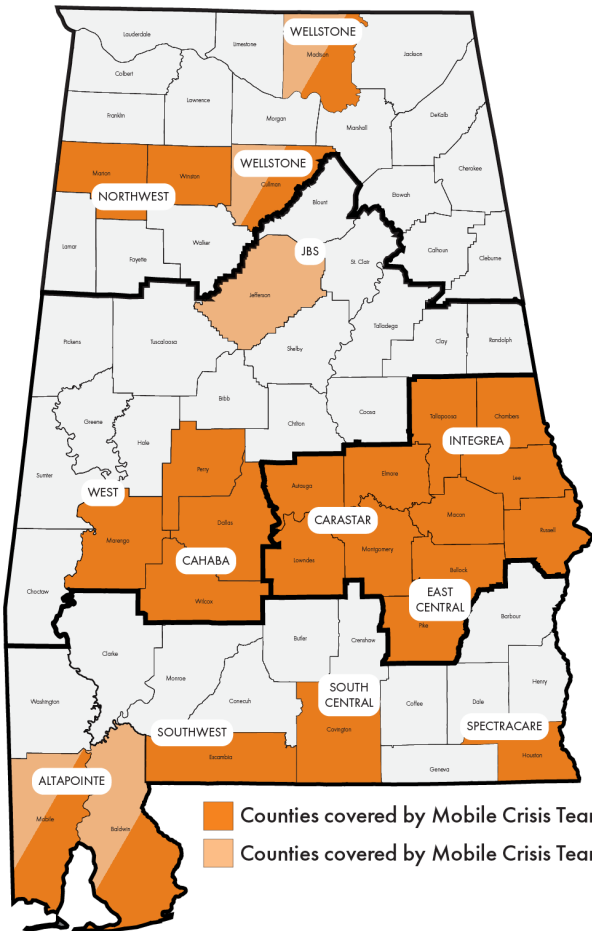 Lauderdale
Limestone
WELLSTONE
Madison
Jackson
Colbert
Lawrence
Franklin
Morgan
Marshall
DeKalb
Marion
Winston
WELLSTONE
Cullman
Cherokee
NORTHWEST
Etowah
Blount
Lamar
Fayette
Walker
JBS
St. Clair
Calhoun
Cleburne
Jefferson
Pickens
Tuscaloosa
Shelby
Talladega
Clay
Randolph
Bibb
Greene
Hale
Chilton
Coosa
Tallapoosa
Chambers
INTEGREA
Sumter
Perry
Autauga
Elmore
Lee
WEST
Dallas
CARASTAR
Macon
Russell
Marengo
CAHABA
Lowndes
Montgomery
Bullock
Choctaw
Wilcox
EAST
CENTRAL
Pike
Barbour
Clarke
Butler
Crenshaw
Monroe
Washington
Conecuh
SOUTH
CENTRAL
Coffee
Dale
Henry
SOUTHWEST
Covington
SPECTRACARE
Escambia
Geneva
Houston
ALTAPOINTE
Mobile
Baldwin
Counties covered by Mobile Crisis Tea
Counties covered by Mobile Crisis Tea